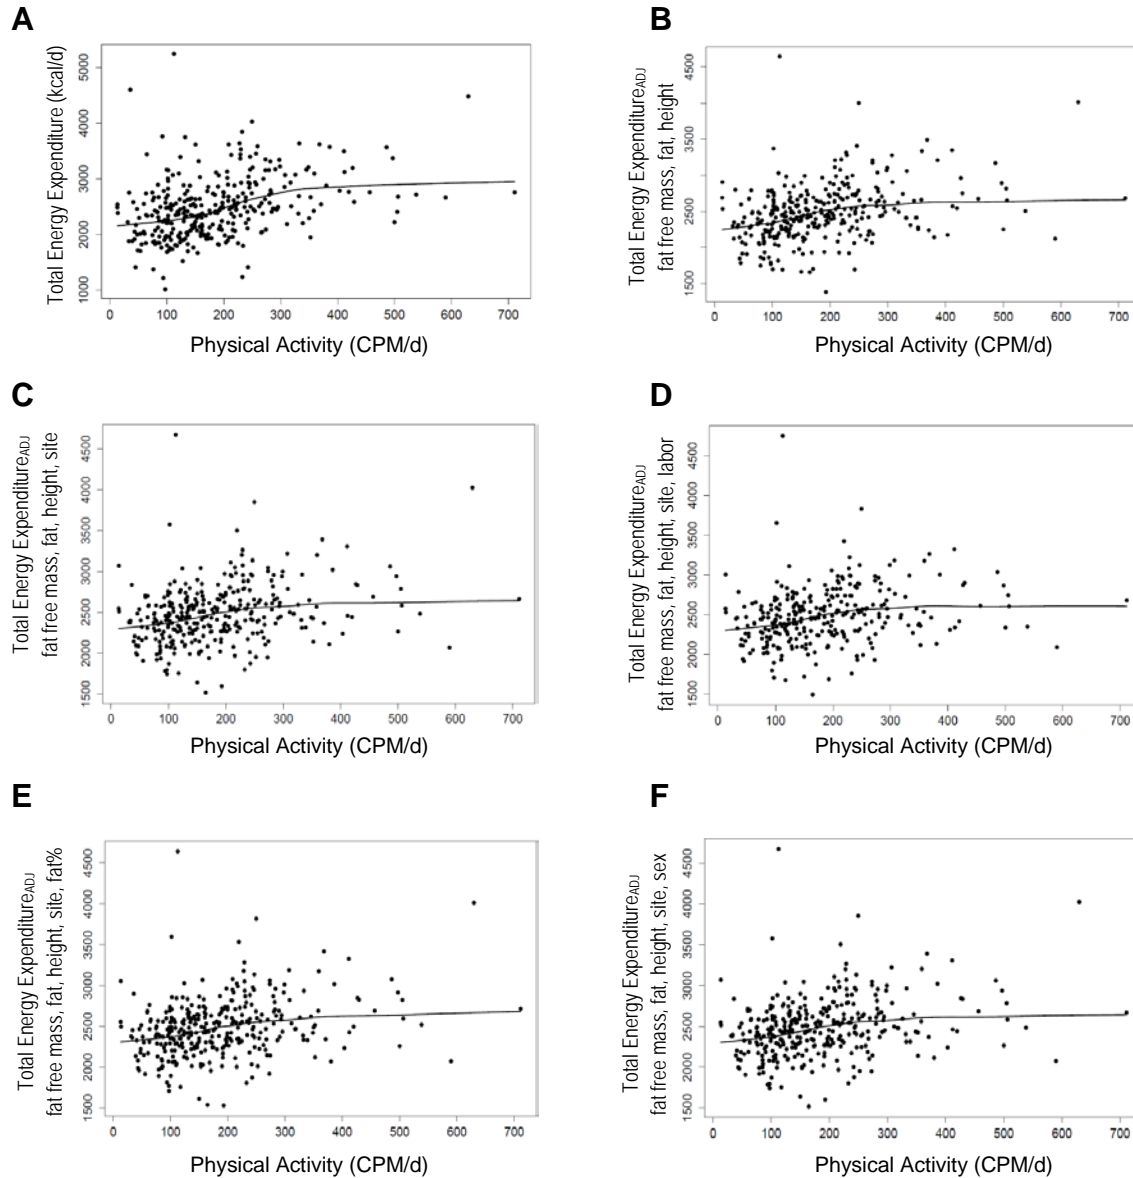 A
Total Energy Expenditure (kcal/d)
5000
4000
3000
2000
1000
0 100 200 300 400 500 600 700
Physical Activity (CPM/d)
B
Total Energy ExpenditureADJ
fat free mass, fat, height
4500
3500
2500
1500
0 100 200 300 400 500 600 700
Physical Activity (CPM/d)
C
Total Energy ExpenditureADJ
fat free mass, fat, height, site
4500
4000
3500
3000
2500
2000
1500
0 100 200 300 400 500 600 700
Physical Activity (CPM/d)
D
Total Energy ExpenditureADJ
fat free mass, fat, height, site, labor
4500
4000
3500
3000
2500
2000
1500
0 100 200 300 400 500 600 700
Physical Activity (CPM/d)
E
Total Energy ExpenditureADJ
fat free mass, fat, height, site, fat%
4500
4000
3500
3000
2500
2000
1500
0 100 200 300 400 500 600 700
Physical Activity (CPM/d)
F
Total Energy ExpenditureADJ
fat free mass, fat, height, site, sex
4500
4000
3500
3000
2500
2000
1500
0 100 200 300 400 500 600 700
Physical Activity (CPM/d)